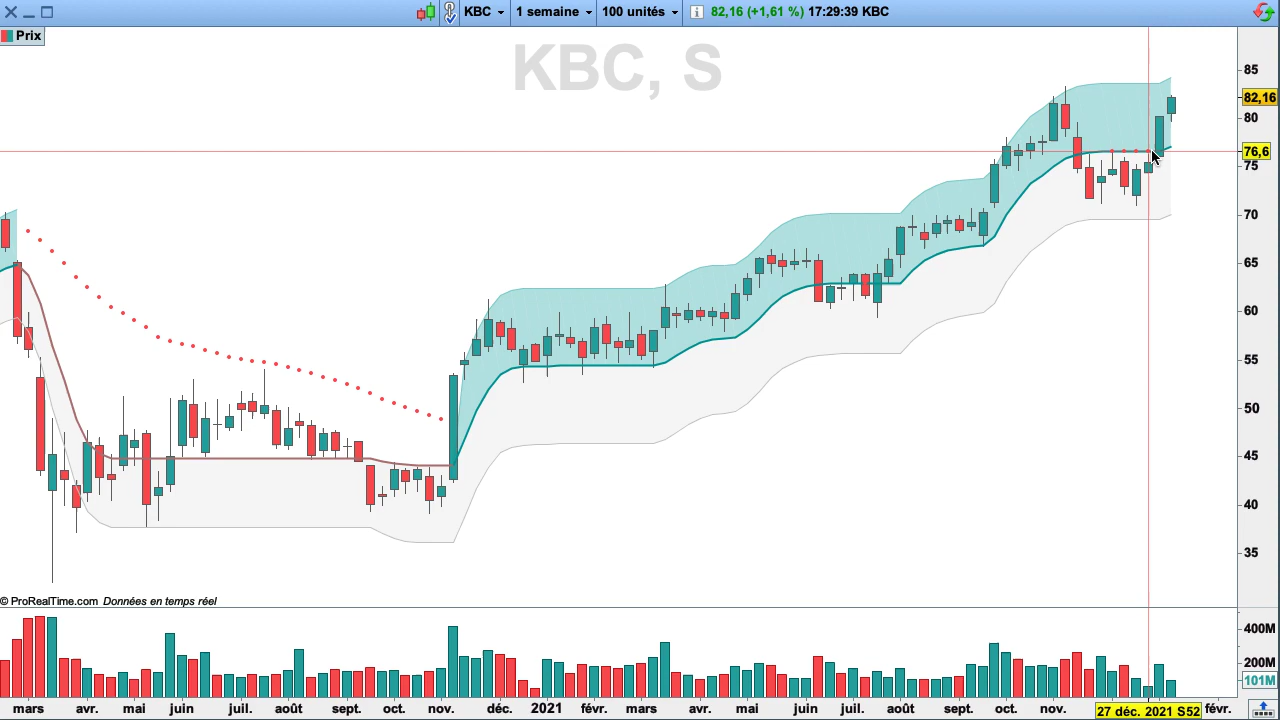 KBC 1 semaine 100 unités 82,16 (+1,61 %) 17:29:39 KBC
Prix
KBC, S
85
82,16
80
76,6
75
70
65
60
55
50
45
40
35
© ProRealTime.com Données en temps réel
400M
200M
101M
mars avr. mai juin juil. août sept. oct. nov. déc. 2021 févr. mars avr. mai juin juil. août sept. oct. nov. 27 déc. 2021 S52 févr.